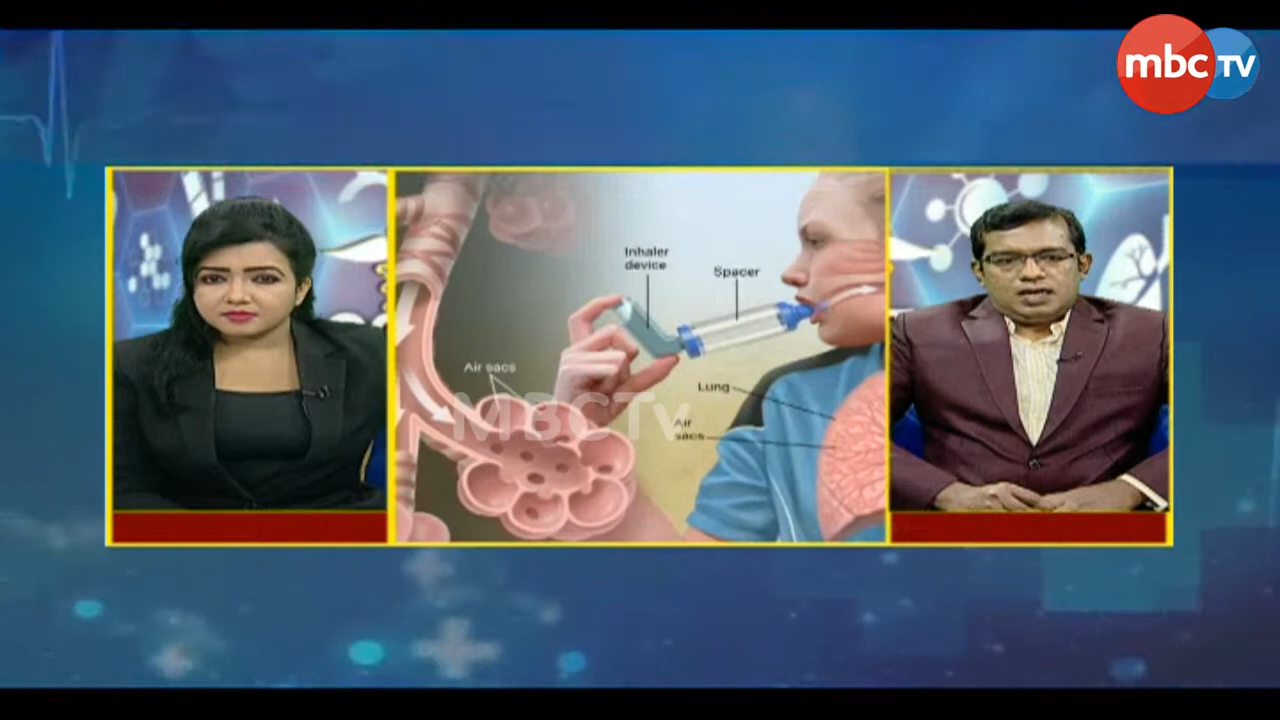 mbc TV
Inhaler
device
Spacer
Air sacs
MBCTv
Lung
Air
sacs